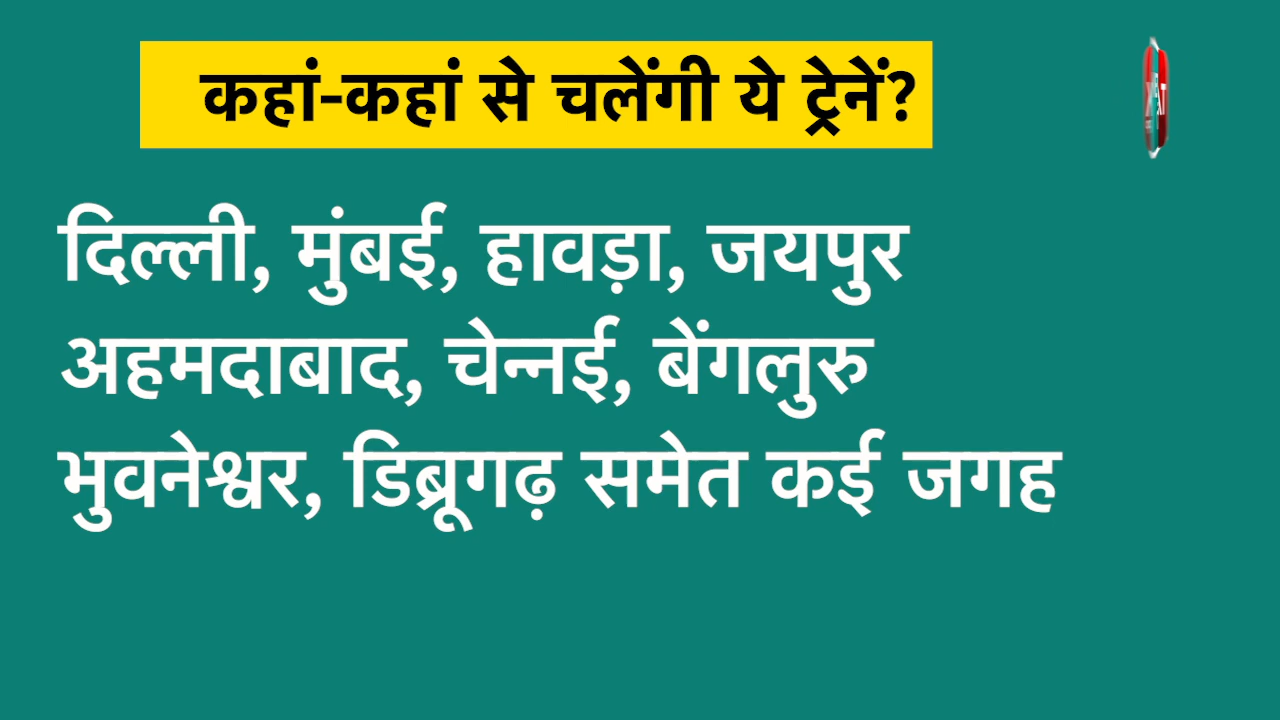 कहां-कहां से चलेंगी ये ट्रेनें?
दिल्ली, मुंबई, हावड़ा, जयपुर
अहमदाबाद, चेन्नई, बेंगलुरु
भुवनेश्वर, डिब्रूगढ़ समेत कई जगह